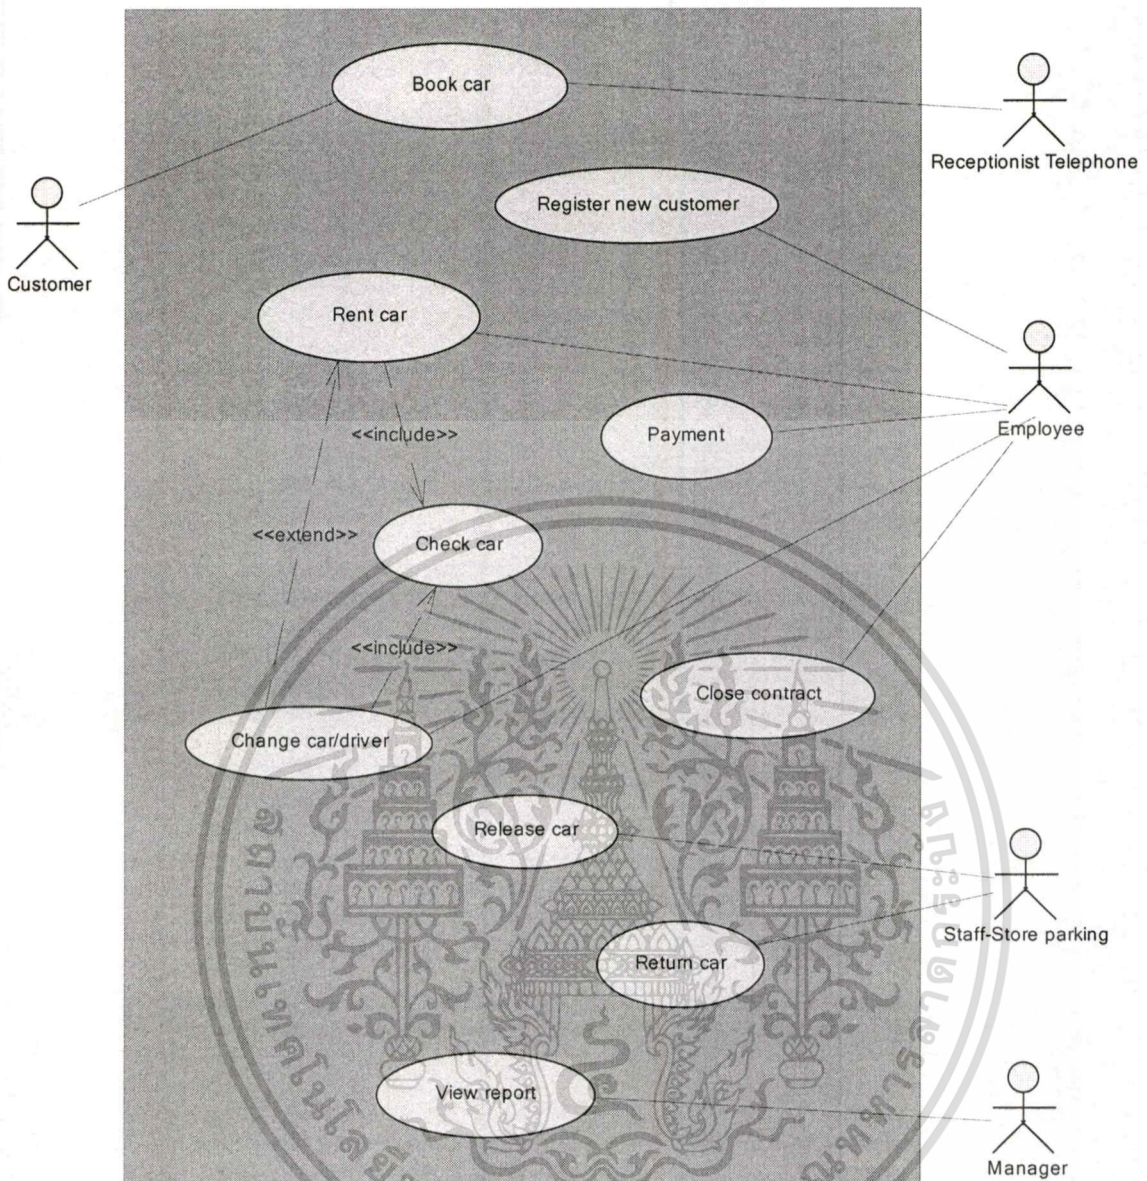 Book car
Receptionist Telephone
Register new customer
Customer
Rent car
<<include>>
Payment
Employee
<<extend>>
Check car
<<include>>
Close contract
Change car/driver
Release car
Staff-Store parking
Return car
View report
Manager